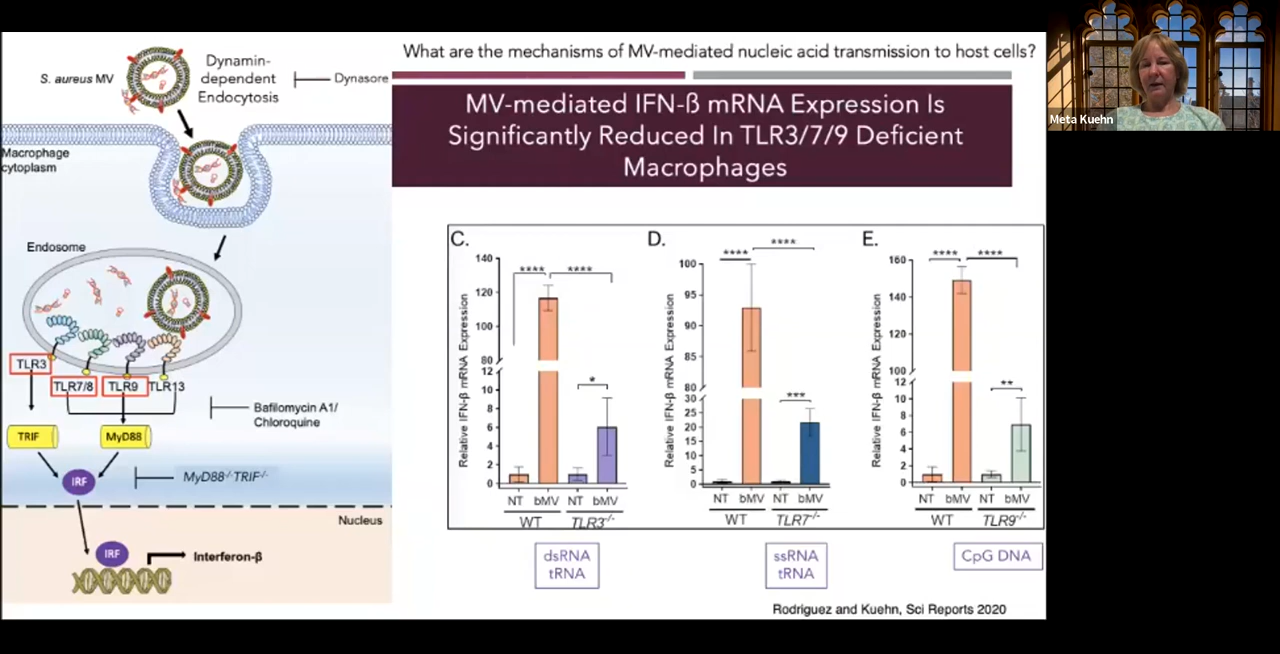 What are the mechanisms of MV-mediated nucleic acid transmission to host cells?
MV-mediated IFN-ß mRNA Expression Is
Significantly Reduced In TLR3/7/9 Deficient
Macrophages
Meta Kuehn
S. aureus MV
Dynamin-
dependent
Endocytosis
Dynasore
Macrophage
cytoplasm
Endosome
TLR3
TLR7/8
TLR9
TLR13
Bafilomycin A1/
Chloroquine
TRIF
MyD88
IRF
MyD88-/-TRIF-/-
Nucleus
IRF
Interferon-β
C.
Relative IFN-β mRNA Expression
140
120
100
80
12
10
8
6
4
2
0
****
****
*
NT
bMV
NT
bMV
WT
TLR3-/-
dsRNA
tRNA
D.
Relative IFN-β mRNA Expression
100
95
90
85
80
30
25
20
15
10
5
0
****
****
***
NT
bMV
NT
bMV
WT
TLR7-/-
ssRNA
tRNA
E.
Relative IFN-β mRNA Expression
160
140
120
100
12
10
8
6
4
2
0
****
****
**
NT
bMV
NT
bMV
WT
TLR9-/-
CpG DNA
Rodriguez and Kuehn, Sci Reports 2020